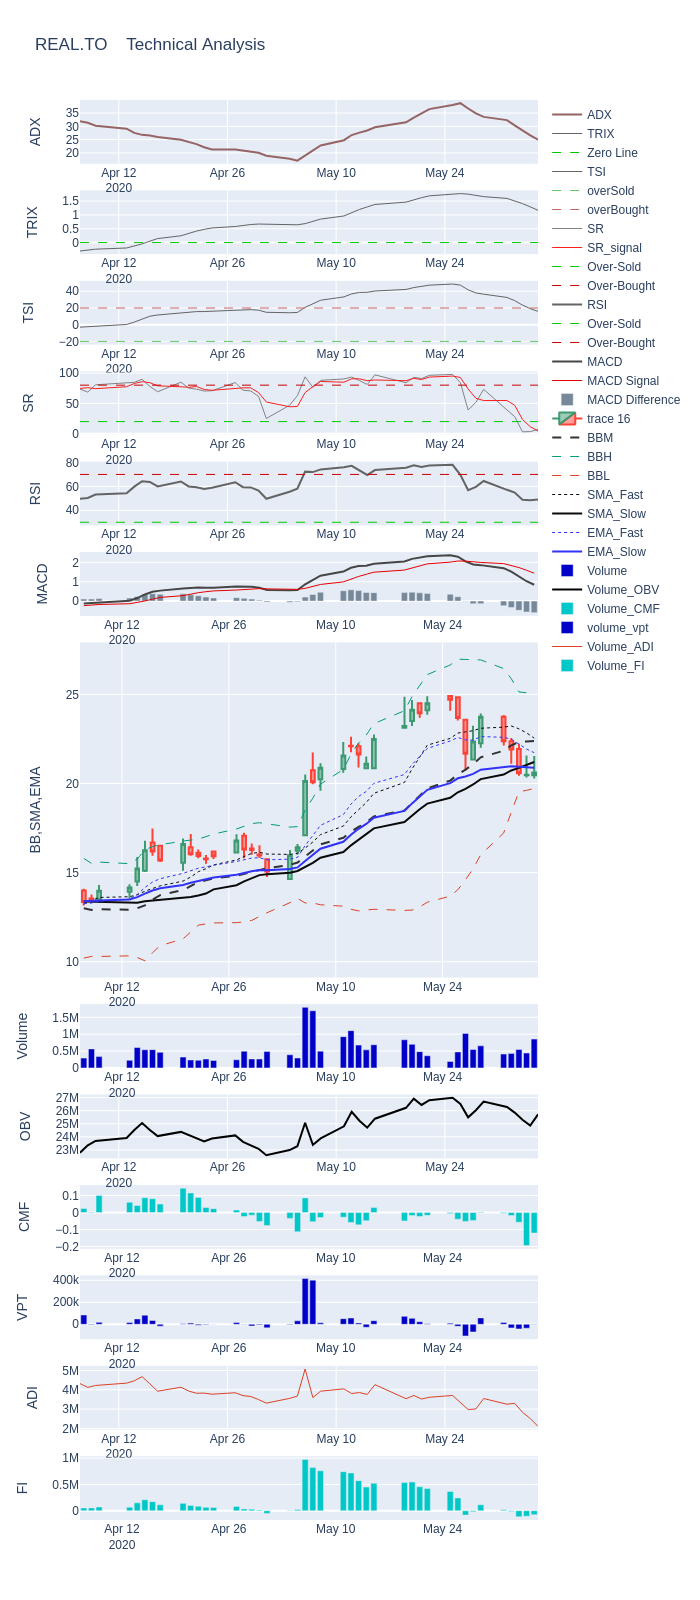 REAL.TO    Technical Analysis
ADX
35
30
25
20
Apr 12
2020
Apr 26
May 10
May 24
TRIX
1.5
1
0.5
0
Apr 12
2020
Apr 26
May 10
May 24
TSI
40
20
0
−20
Apr 12
2020
Apr 26
May 10
May 24
SR
100
50
0
Apr 12
2020
Apr 26
May 10
May 24
RSI
80
60
40
Apr 12
2020
Apr 26
May 10
May 24
MACD
2
1
0
Apr 12
2020
Apr 26
May 10
May 24
BB,SMA,EMA
25
20
15
10
Apr 12
2020
Apr 26
May 10
May 24
Volume
1.5M
1M
0.5M
0
Apr 12
2020
Apr 26
May 10
May 24
OBV
27M
26M
25M
24M
23M
Apr 12
2020
Apr 26
May 10
May 24
CMF
0.1
0
−0.1
−0.2
Apr 12
2020
Apr 26
May 10
May 24
VPT
400k
200k
0
Apr 12
2020
Apr 26
May 10
May 24
ADI
5M
4M
3M
2M
Apr 12
2020
Apr 26
May 10
May 24
FI
1M
0.5M
0
Apr 12
2020
Apr 26
May 10
May 24
ADX
TRIX
Zero Line
TSI
overSold
overBought
SR
SR_signal
Over-Sold
Over-Bought
RSI
Over-Sold
Over-Bought
MACD
MACD Signal
MACD Difference
trace 16
BBM
BBH
BBL
SMA_Fast
SMA_Slow
EMA_Fast
EMA_Slow
Volume
Volume_OBV
Volume_CMF
volume_vpt
Volume_ADI
Volume_FI